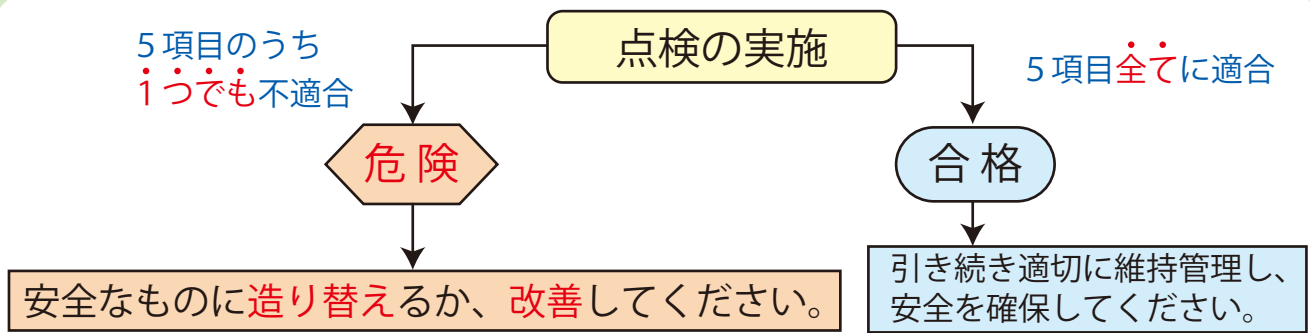 点検の実施
5項目のうち
1つでも不適合
5項目全てに適合
危険
合格
安全なものに造り替えるか、改善してください。
引き続き適切に維持管理し、
安全を確保してください。